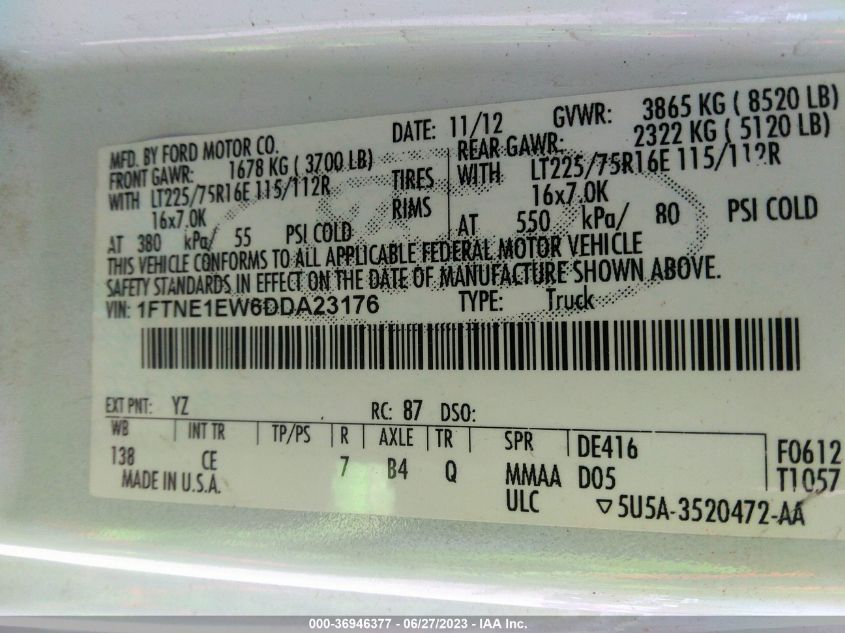 MFD. BY FORD MOTOR CO. DATE: 11/12 GVWR: 3865 KG ( 8520 LB)
FRONT GAWR: 1678 KG (3700 LB) REAR GAWR: 2322 KG ( 5120 LB)
WITH LT225/75R16E 115/112R TIRES WITH LT225/75R16E 115/112R
16x7.0K RIMS 16x7.0K
AT 380 kPa/ 55 PSI COLD AT 550 kPa/ 80 PSI COLD
THIS VEHICLE CONFORMS TO ALL APPLICABLE FEDERAL MOTOR VEHICLE
SAFETY STANDARDS IN EFFECT ON THE DATE OF MANUFACTURE SHOWN ABOVE.
VIN: 1FTNE1EW6DDA23176 TYPE: Truck
EXT PNT: YZ RC: 87 DSO:
WB INT TR TP/PS R AXLE TR SPR DE416 F0612
138 CE 7 B4 Q MMAA D05 T1057
MADE IN U.S.A. ULC ▽5U5A-3520472-AA
000-36946377 - 06/27/2023 - IAA Inc.